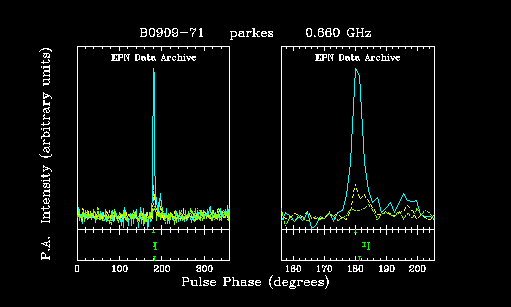 B0909-71 parkes 0.660 GHz
EPN Data Archive EPN Data Archive
P.A. Intensity (arbitrary units)
0 100 200 300 160 170 180 190 200
Pulse Phase (degrees)